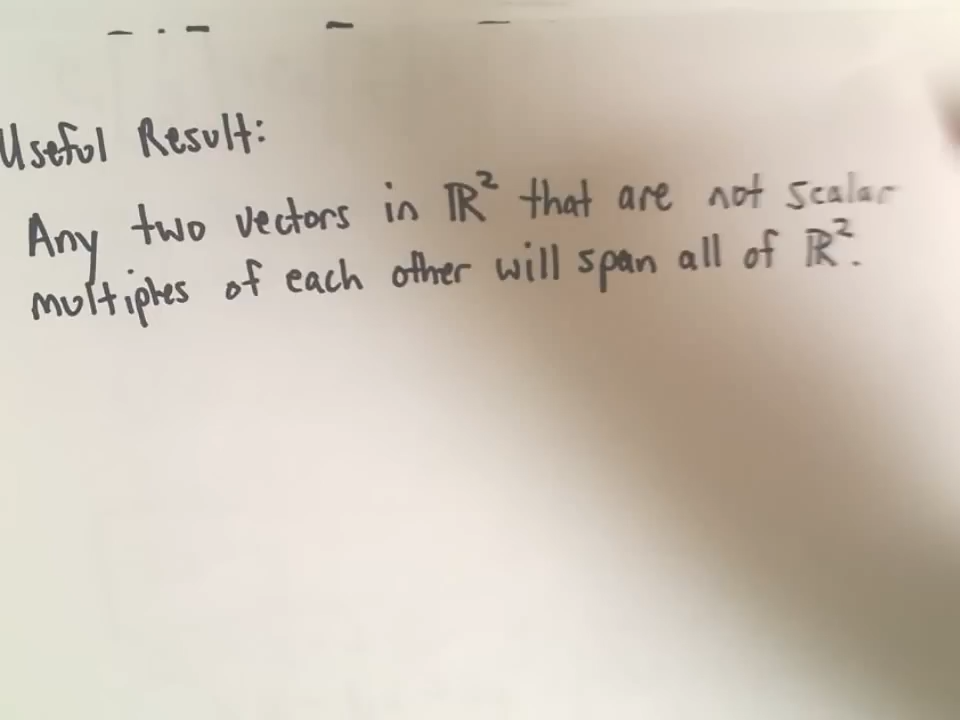 Useful Result:
Any two vectors in ℝ² that are not scalar
multiples of each other will span all of ℝ².